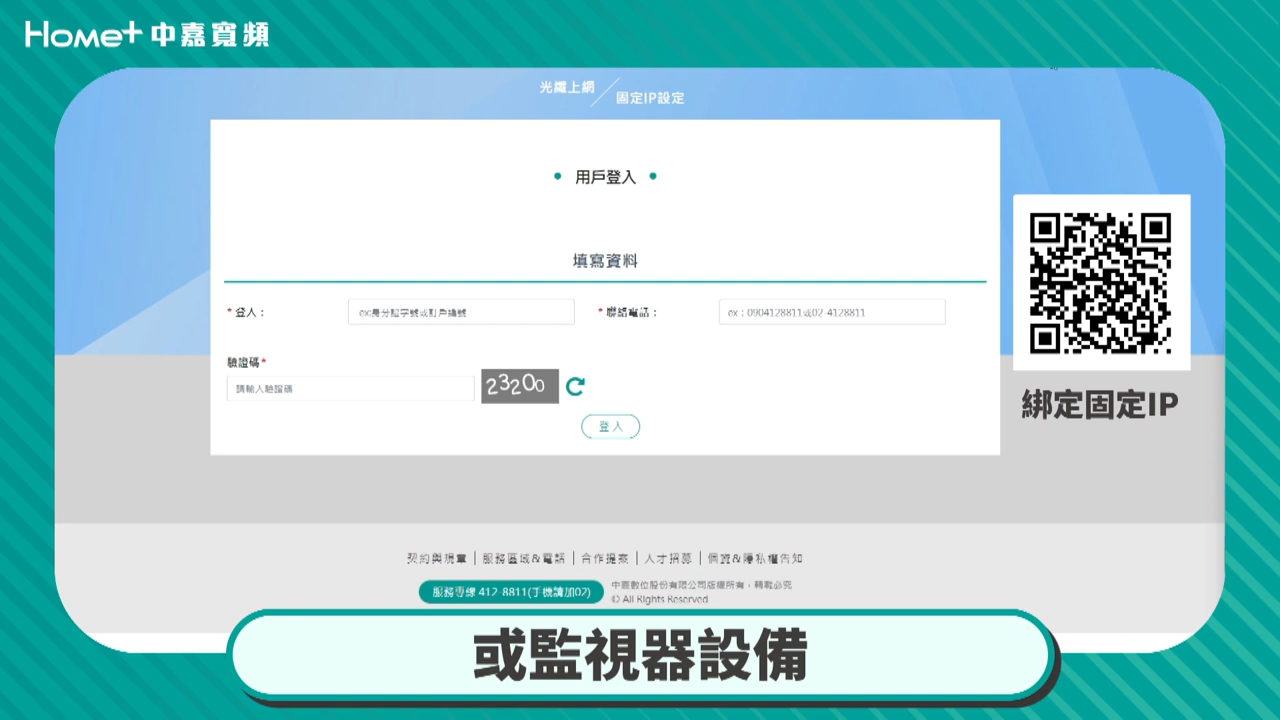 Home+ 中嘉寬頻
光纖上網
固定IP設定
用戶登入
填寫資料
* 登入：
ex:身分証字號或訂戶編號
* 聯絡電話：
ex：0904128811或02-4128811
驗證碼*
請輸入驗證碼
23200
登入
綁定固定IP
契約與規章│服務區域&電話│合作提案│人才招募│個資&隱私權告知
服務專線 412-8811(手機請加02)
中嘉數位股份有限公司版權所有，轉載必究
© All Rights Reserved
或監視器設備